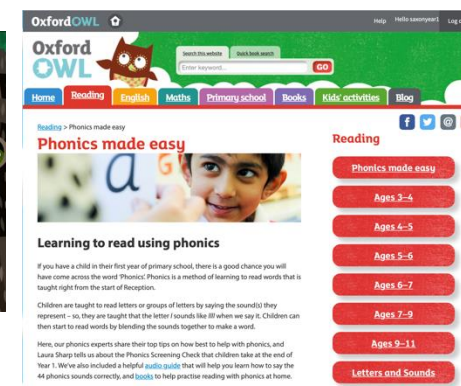 OxfordOWL
Help Hello saxonyear1 Log
Oxford
OWL
Search this website Quick book search
Enter keyword... GO
Home Reading English Maths Primary school Books Kids' activities Blog
Reading > Phonics made easy
Phonics made easy
a
Learning to read using phonics
If you have a child in their first year of primary school, there is a good chance you will
have come across the word 'Phonics'. Phonics is a method of learning to read words that is
taught right from the start of Reception.
Children are taught to read letters or groups of letters by saying the sound(s) they
represent – so, they are taught that the letter l sounds like llll when we say it. Children can
then start to read words by blending the sounds together to make a word.
Here, our phonics experts share their top tips on how best to help with phonics, and
Laura Sharp tells us about the Phonics Screening Check that children take at the end of
Year 1. We've also included a helpful audio guide that will help you learn how to say the
44 phonics sounds correctly, and books to help practise reading with phonics at home.
Reading
Phonics made easy
Ages 3–4
Ages 4–5
Ages 5–6
Ages 6–7
Ages 7–9
Ages 9–11
Letters and Sounds